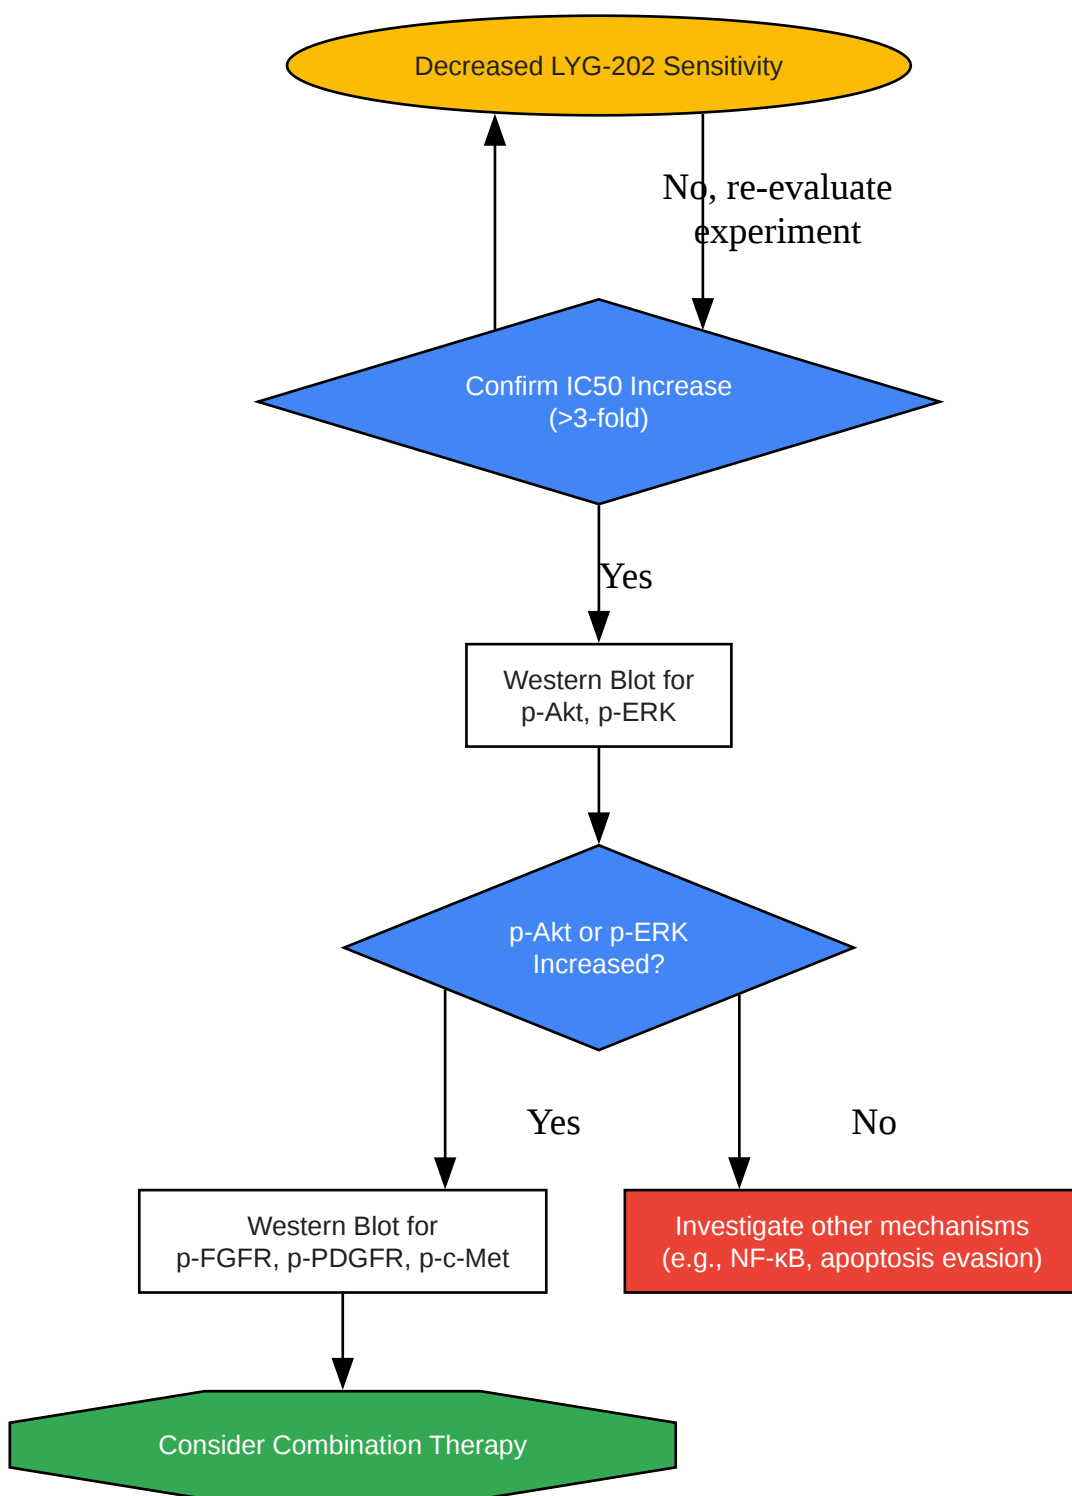 Decreased LYG-202 Sensitivity
No, re-evaluate
experiment
Confirm IC50 Increase
(>3-fold)
Yes
Western Blot for
p-Akt, p-ERK
p-Akt or p-ERK
Increased?
Yes
No
Western Blot for
p-FGFR, p-PDGFR, p-c-Met
Investigate other mechanisms
(e.g., NF-κB, apoptosis evasion)
Consider Combination Therapy